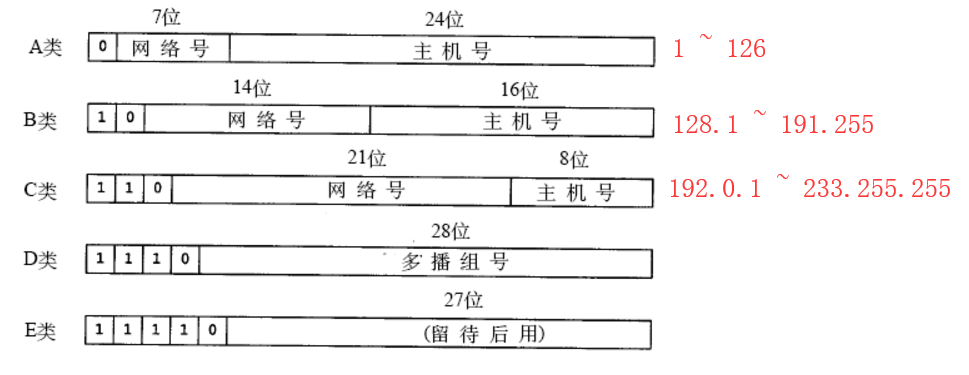 7位 24位
A类 0 网络号 主机号 1 ~ 126
14位 16位
B类 1 0 网络号 主机号 128.1 ~ 191.255
21位 8位
C类 1 1 0 网络号 主机号 192.0.1 ~ 233.255.255
28位
D类 1 1 1 0 多播组号
27位
E类 1 1 1 1 0 (留待后用)